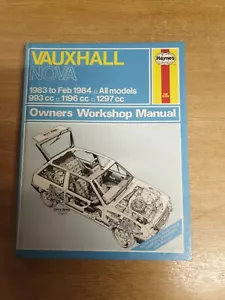 VAUXHALL
NOVA
Haynes
1983 to Feb 1984 □ All models
993 cc □ 1196 cc □ 1297 cc
Owners Workshop Manual